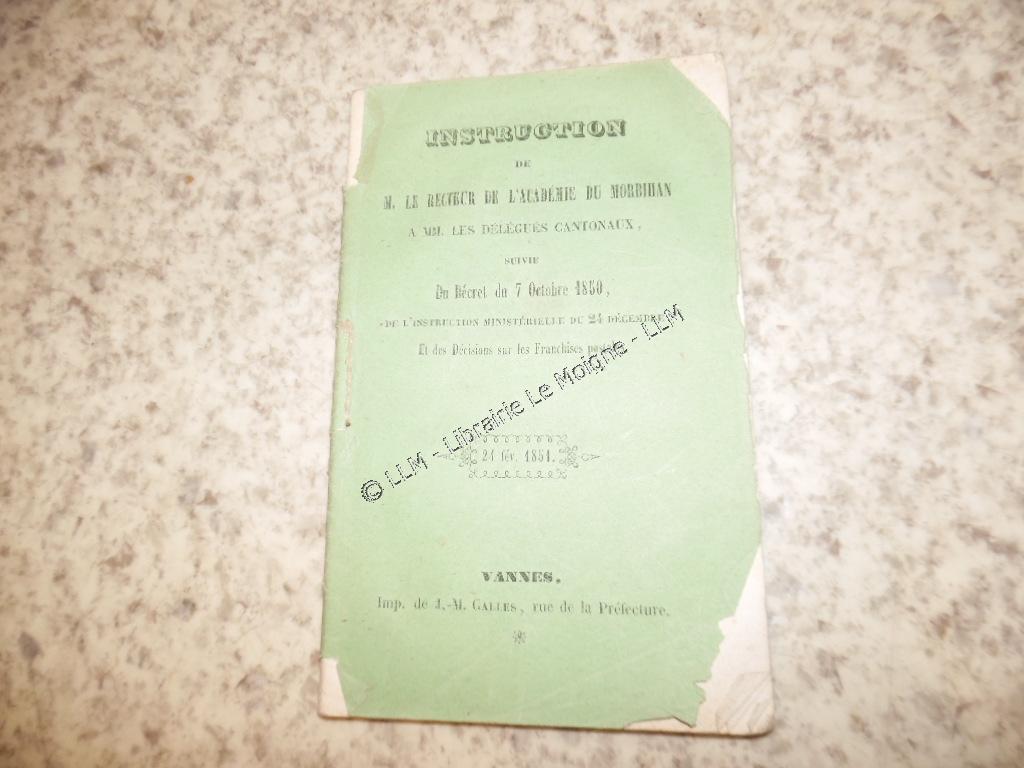 INSTRUCTION
DE
M. LE RECTEUR DE L'ACADÉMIE DU MORBIHAN
A MM. LES DÉLÉGUÉS CANTONAUX,
SUIVIE
Du Décret du 7 Octobre 1850,
DE L'INSTRUCTION MINISTÉRIELLE DU 24 DÉCEMBRE
Et des Décisions sur les Franchises postales.
© LLM - Librairie Le Moigne - LLM
21 fév. 1851.
VANNES,
Imp. de J.-M. GALLES, rue de la Préfecture.